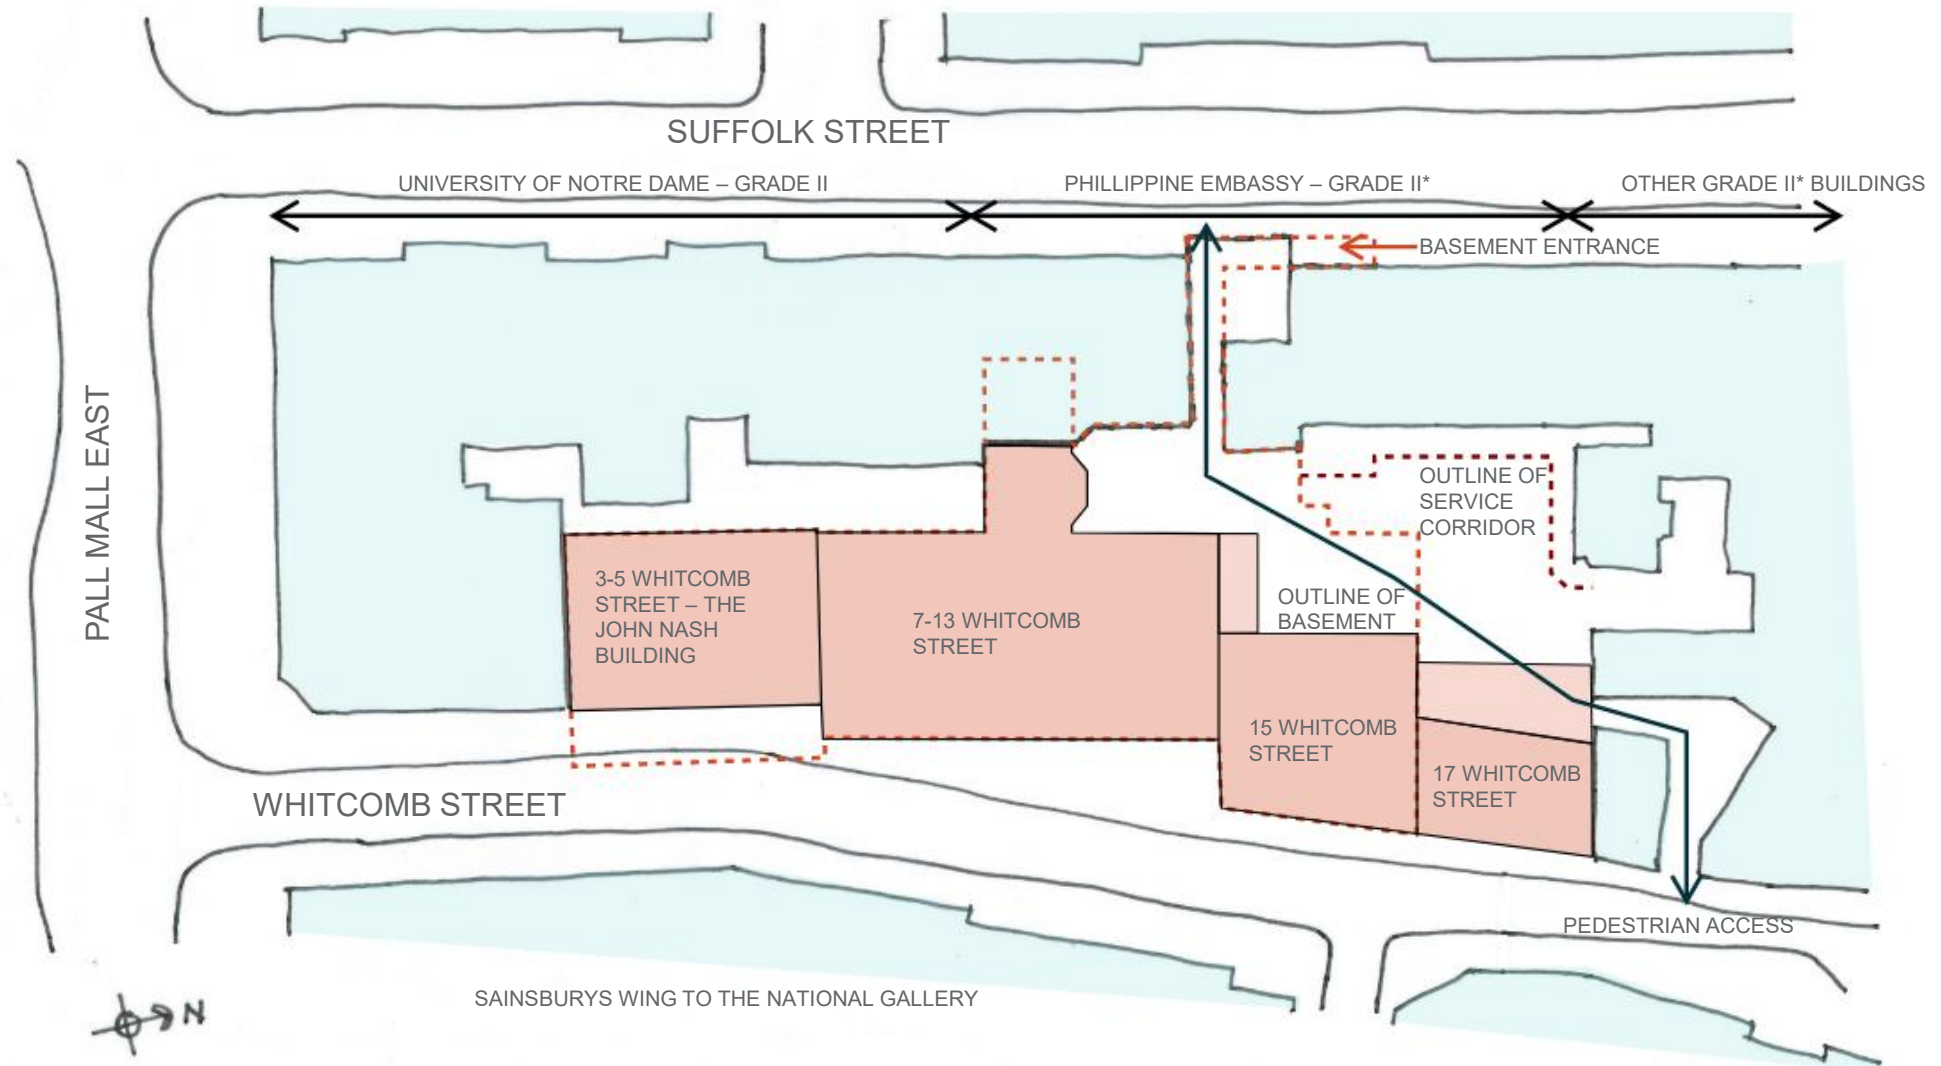 SUFFOLK STREET
UNIVERSITY OF NOTRE DAME – GRADE II
PHILLIPPINE EMBASSY – GRADE II*
OTHER GRADE II* BUILDINGS
BASEMENT ENTRANCE
PALL MALL EAST
OUTLINE OF
SERVICE
CORRIDOR
3-5 WHITCOMB
STREET – THE
JOHN NASH
BUILDING
7-13 WHITCOMB
STREET
OUTLINE OF
BASEMENT
15 WHITCOMB
STREET
17 WHITCOMB
STREET
WHITCOMB STREET
PEDESTRIAN ACCESS
SAINSBURYS WING TO THE NATIONAL GALLERY
N